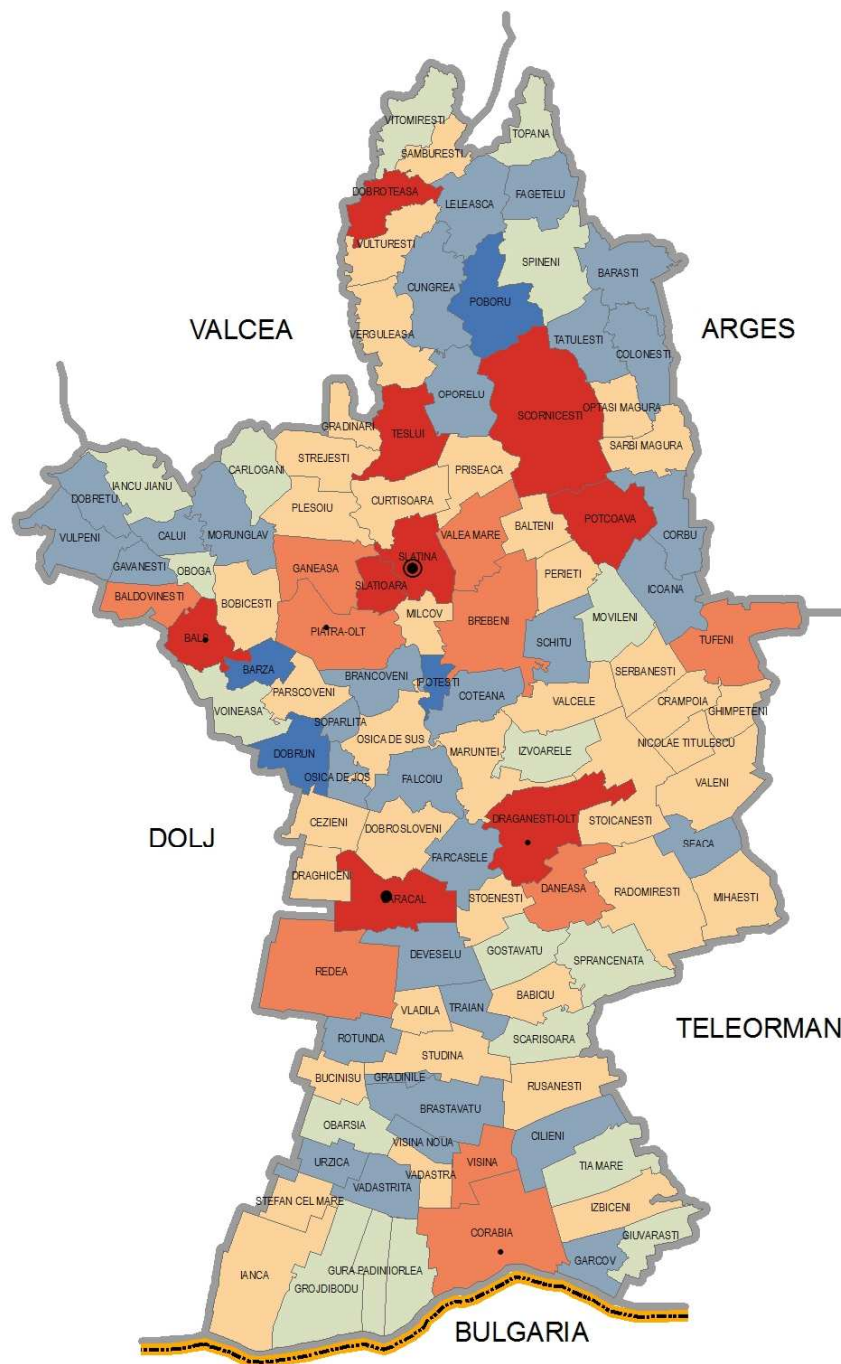 VITOMIRESTI
TOPANA
SAMBURESTI
DOBROTEASA
LELEASCA
FAGETELU
VULTURESTI
SPINENI
BARASTI
CUNGREA
POBORU
VALCEA
ARGES
VERGULEASA
TATULESTI
COLONESTI
OPORELU
SCORNICESTI
OPTASI MAGURA
GRADINARI
TESLUI
SARBI MAGURA
STREJESTI
PRISEACA
CARLOGANI
IANCU JIANU
DOBRETU
CURTISOARA
PLESOIU
POTCOAVA
VULPENI
CALUI
MORUNGLAV
VALEA MARE
BALTENI
CORBU
SLATINA
GAVANESTI
OBOGA
GANEASA
PERIETI
SLATIOARA
ICOANA
BALDOVINESTI
BOBICESTI
MILCOV
BREBENI
MOVILENI
PIATRA-OLT
BALS
SCHITU
TUFENI
BARZA
BRANCOVENI
IPOTESTI
SERBANESTI
PARSCOVENI
COTEANA
VALCELE
CRAMPOIA
VOINEASA
GHIMPETENI
SOPARLITA
OSICA DE SUS
MARUNTEI
IZVOARELE
NICOLAE TITULESCU
DOBRUN
OSICA DE JOS
FALCOIU
VALENI
CEZIENI
DRAGANESTI-OLT
STOICANESTI
DOLJ
DOBROSLOVENI
SEACA
FARCASELE
DRAGHICENI
DANEASA
RADOMIRESTI
CARACAL
STOENESTI
MIHAESTI
DEVESELU
GOSTAVATU
SPRANCENATA
REDEA
BABICIU
VLADILA
TRAIAN
TELEORMAN
ROTUNDA
SCARISOARA
STUDINA
BUCINISU
GRADINILE
RUSANESTI
BRASTAVATU
OBARSIA
CILIENI
VISINA NOUA
URZICA
VISINA
TIA MARE
VADASTRA
VADASTRITA
STEFAN CEL MARE
IZBICENI
CORABIA
GIUVARASTI
GARCOV
IANCA
GURA PADINII
ORLEA
GROJDIBODU
BULGARIA